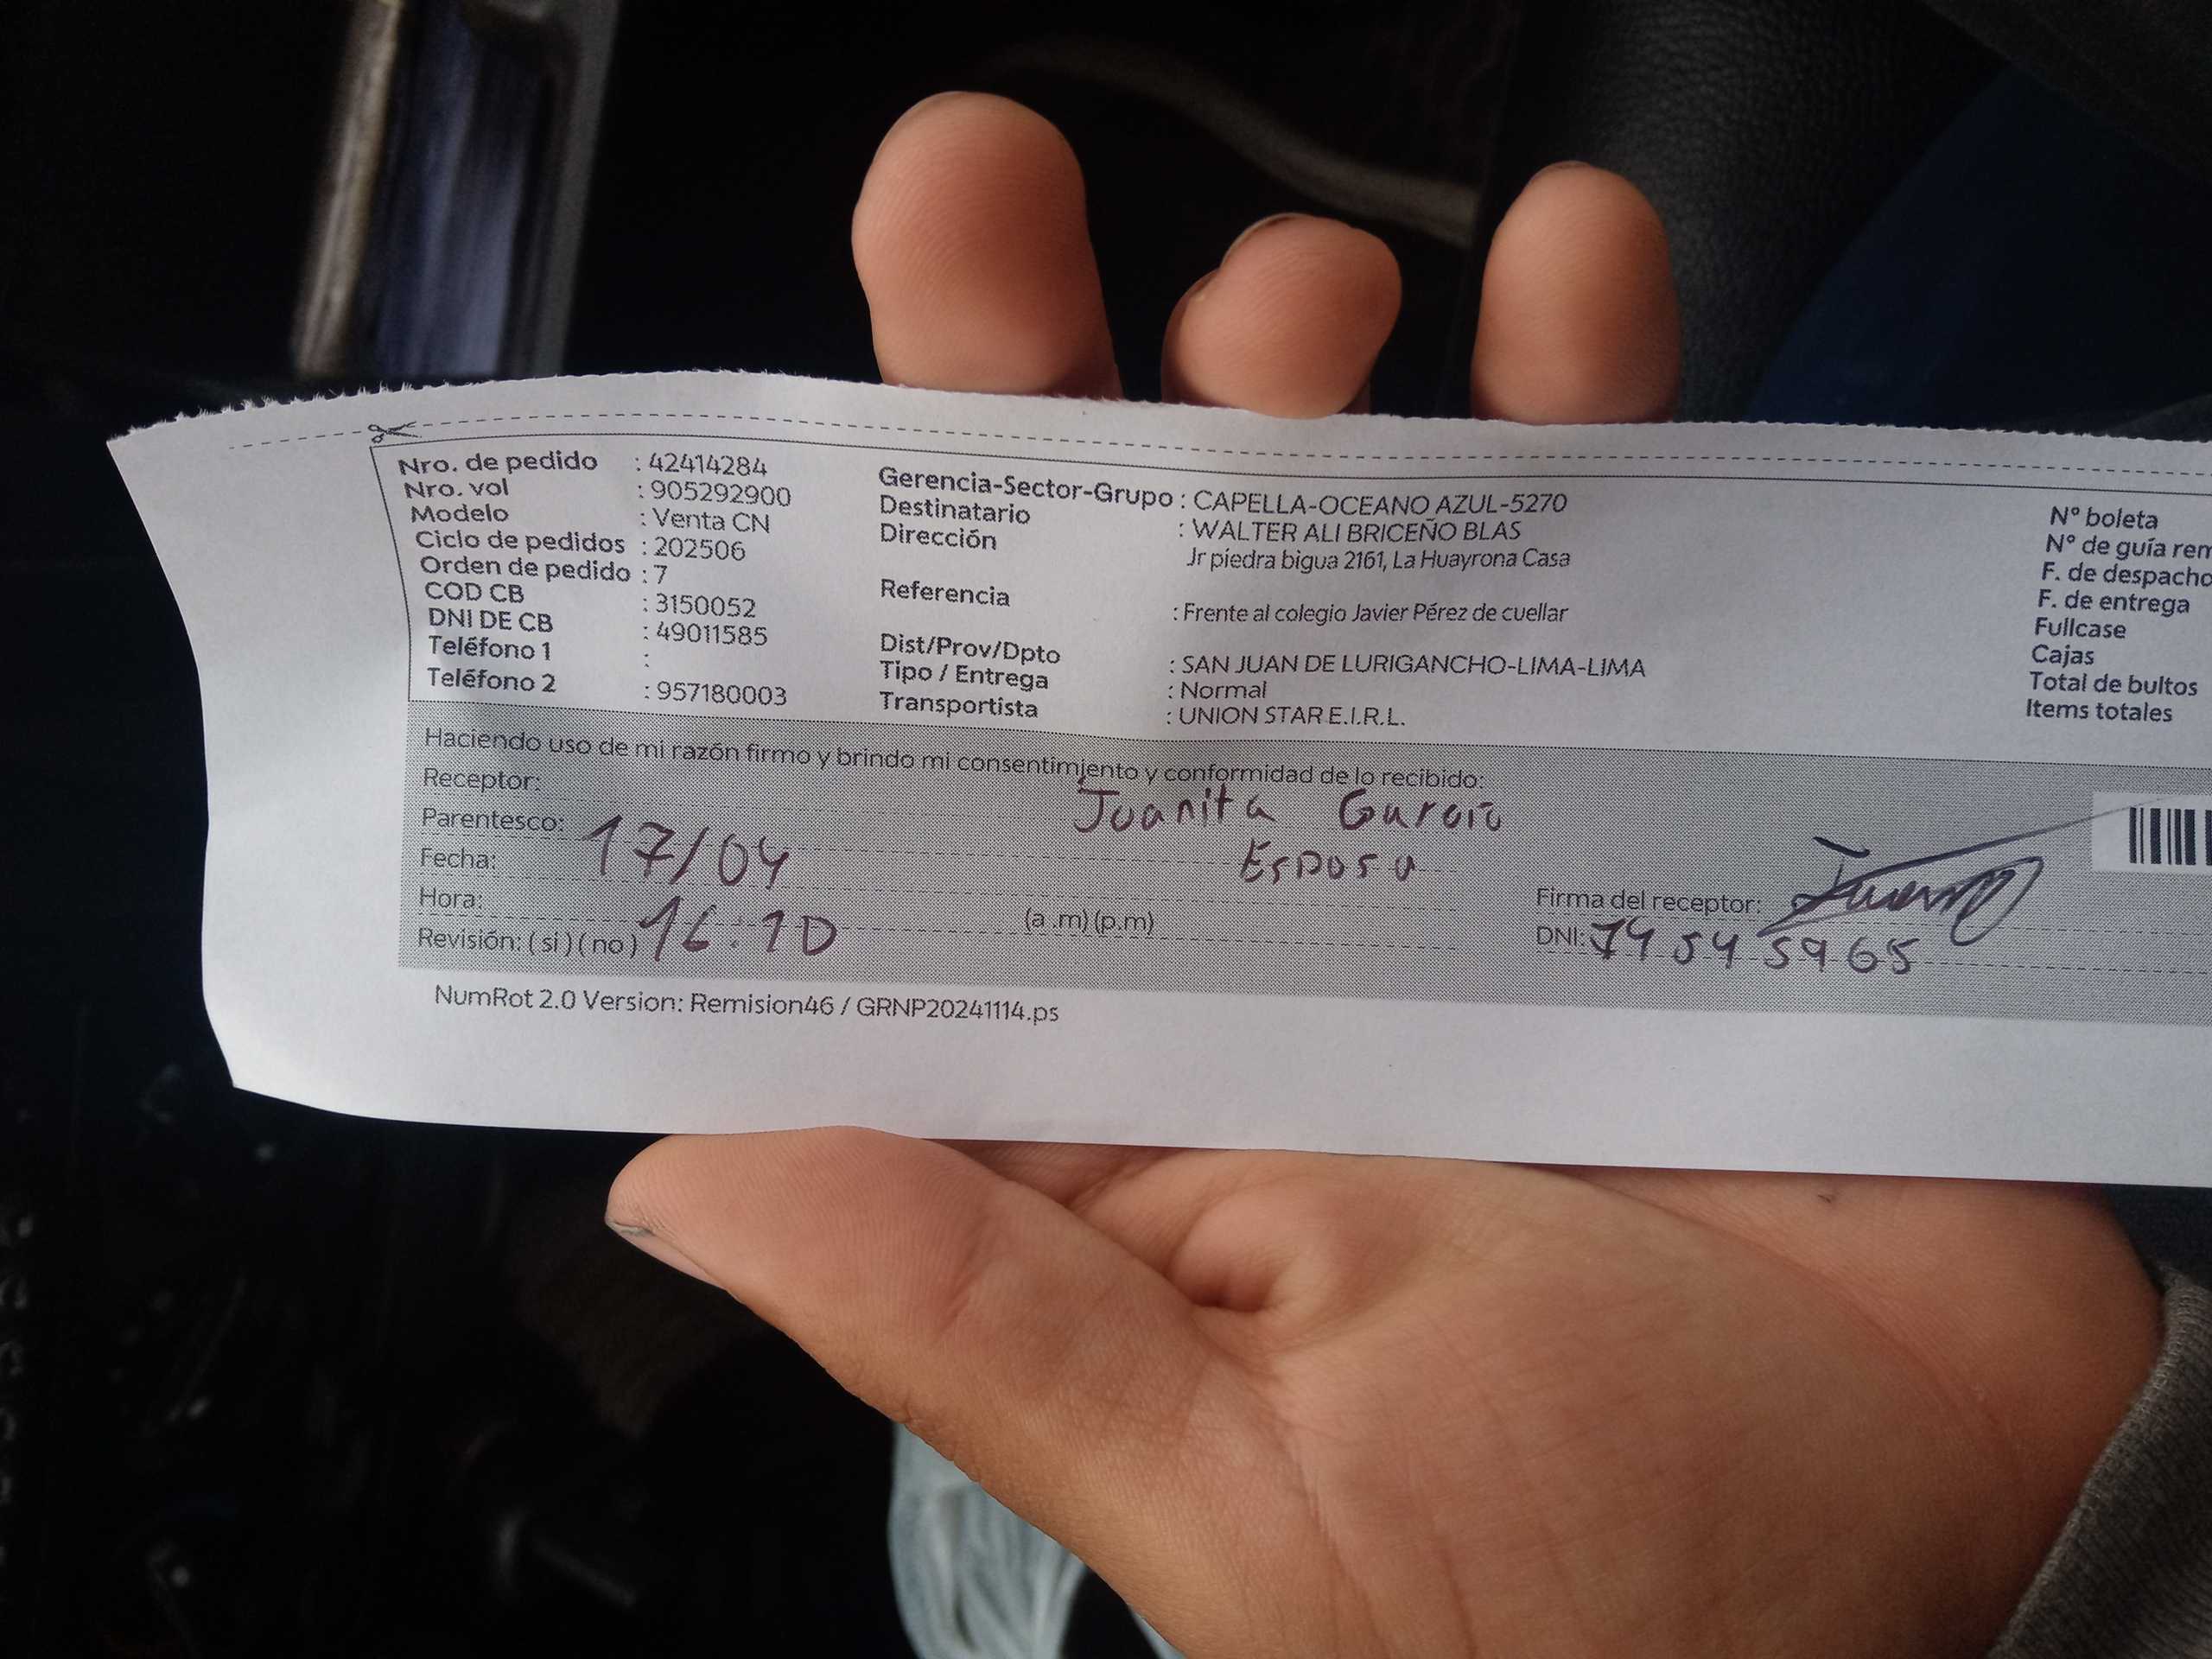 Nro. de pedido : 42414284
Nro. vol : 905292900
Modelo : Venta CN
Ciclo de pedidos : 202506
Orden de pedido : 7
COD CB : 3150052
DNI DE CB : 49011585
Teléfono 1 :
Teléfono 2 : 957180003
Gerencia-Sector-Grupo : CAPELLA-OCEANO AZUL-5270
Destinatario : WALTER ALI BRICEÑO BLAS
Dirección Jr piedra bigua 2161, La Huayrona Casa
Referencia : Frente al colegio Javier Pérez de cuellar
Dist/Prov/Dpto : SAN JUAN DE LURIGANCHO-LIMA-LIMA
Tipo / Entrega : Normal
Transportista : UNION STAR E.I.R.L.
Nº boleta
Nº de guía rem
F. de despacho
F. de entrega
Fullcase
Cajas
Total de bultos
Items totales
Haciendo uso de mi razón firmo y brindo mi consentimiento y conformidad de lo recibido:
Receptor: Juanita Garcia
Parentesco: Esposa
Fecha: 17/04
Hora: 16:10 (a .m) (p.m)
Revisión: ( si ) ( no )
Firma del receptor:
DNI:
NumRot 2.0 Version: Remision46 / GRNP20241114.ps